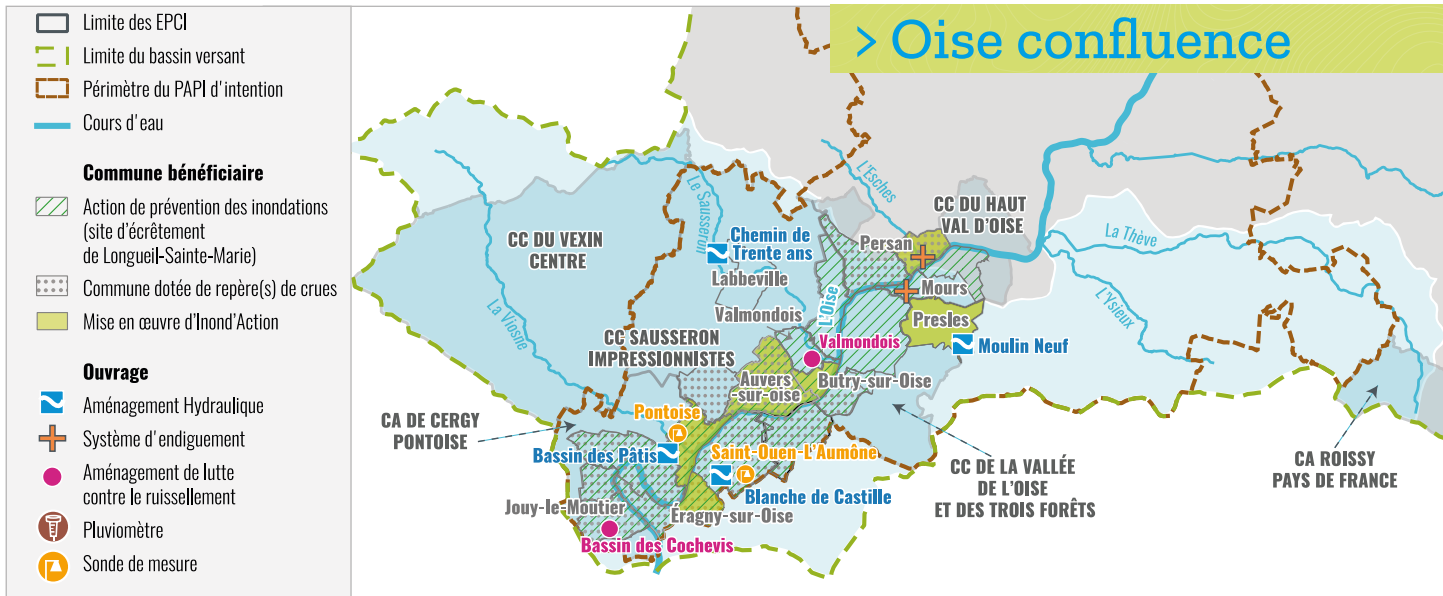 > Oise confluence
Limite des EPCI
Limite du bassin versant
Périmètre du PAPI d'intention
Cours d'eau
Commune bénéficiaire
Action de prévention des inondations
(site d'écrêtement
de Longueil-Sainte-Marie)
Commune dotée de repère(s) de crues
Mise en œuvre d'Inond'Action
Ouvrage
Aménagement Hydraulique
Système d'endiguement
Aménagement de lutte
contre le ruissellement
Pluviomètre
Sonde de mesure
L'Esches
Le Sausseron
CC DU HAUT
VAL D'OISE
CC DU VEXIN
CENTRE
Chemin de
Trente ans
Persan
La Thève
Labbeville
Mours
L'Ysieux
La Viosne
Valmondois
L'Oise
Presles
CC SAUSSERON
IMPRESSIONNISTES
Valmondois
Moulin Neuf
Auvers
-sur-oise
Butry-sur-Oise
CA DE CERGY
PONTOISE
Pontoise
Bassin des Pâtis
Saint-Ouen-L'Aumône
CC DE LA VALLÉE
DE L'OISE
ET DES TROIS FORÊTS
CA ROISSY
PAYS DE FRANCE
Blanche de Castille
Jouy-le-Moutier
Éragny-sur-Oise
Bassin des Cochevis